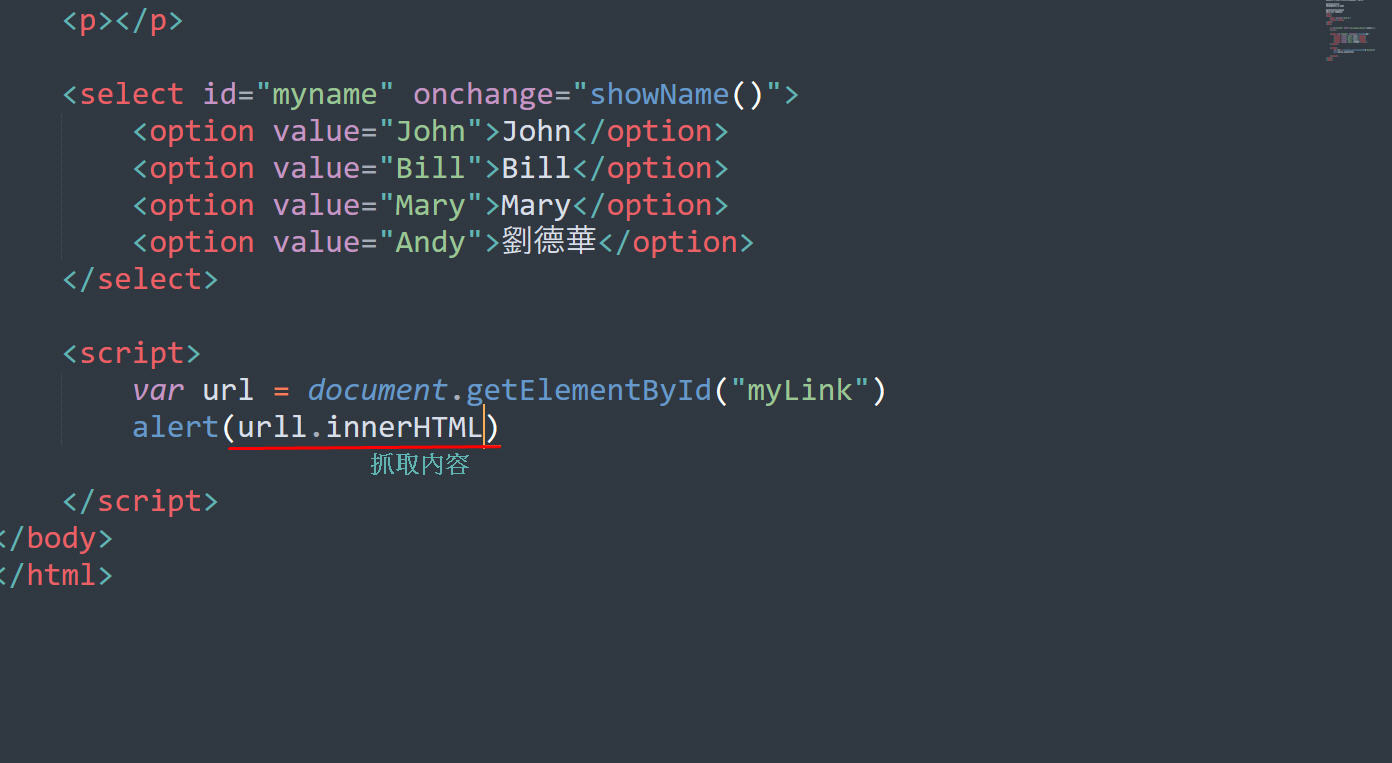 <p></p>
<select id="myname" onchange="showName()">
<option value="John">John</option>
<option value="Bill">Bill</option>
<option value="Mary">Mary</option>
<option value="Andy">劉德華</option>
</select>
<script>
var url = document.getElementById("myLink")
alert(urll.innerHTML)
抓取內容
</script>
</body>
</html>